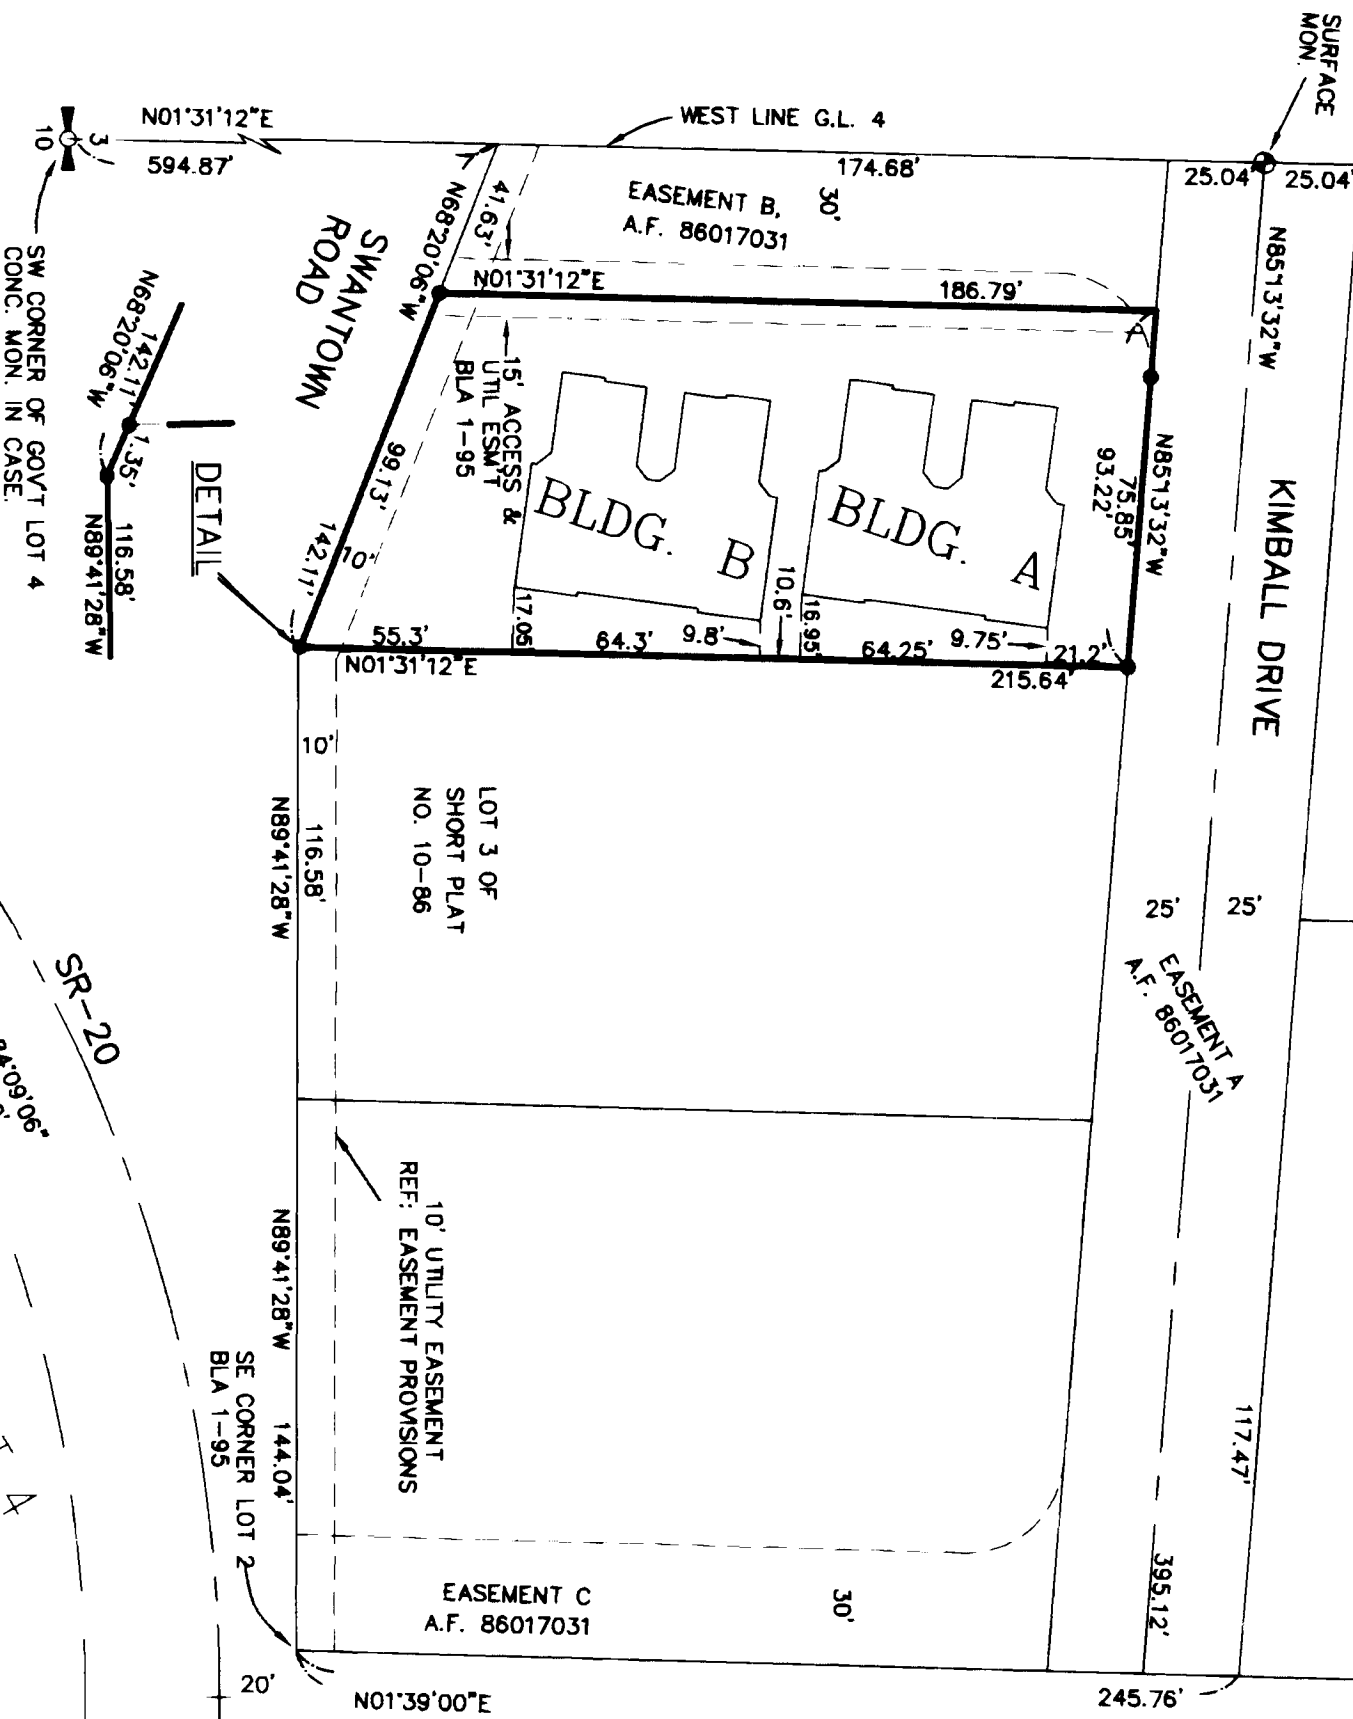 SURFACE
MON.
N01°31'12"E
594.87'
3
10
WEST LINE G.L. 4
174.68'
25.04'
25.04'
EASEMENT B,
A.F. 86017031
30'
N85°13'32"W
41.63'
N68°20'06"W
SWANTOWN
ROAD
N01°31'12"E
186.79'
SW CORNER OF GOV'T LOT 4
CONC. MON. IN CASE.
N68°20'06"W
142.11'
1.35'
116.58'
N89°41'28"W
DETAIL
15' ACCESS &
UTIL ESM'T
BLA 1-95
99.13'
142.11'
10'
BLDG. B
BLDG. A
N85°13'32"W
75.85'
93.22'
KIMBALL DRIVE
55.3'
17.05'
64.3'
9.8'
10.6'
16.95'
64.25'
9.75'
21.2'
N01°31'12"E
215.64'
10'
116.58'
N89°41'28"W
LOT 3 OF
SHORT PLAT
NO. 10-86
25'
25'
EASEMENT A
A.F. 86017031
SR-20
10' UTILITY EASEMENT
REF: EASEMENT PROVISIONS
N89°41'28"W
144.04'
SE CORNER LOT 2
BLA 1-95
117.47'
395.12'
EASEMENT C
A.F. 86017031
30'
20'
N01°39'00"E
245.76'
4